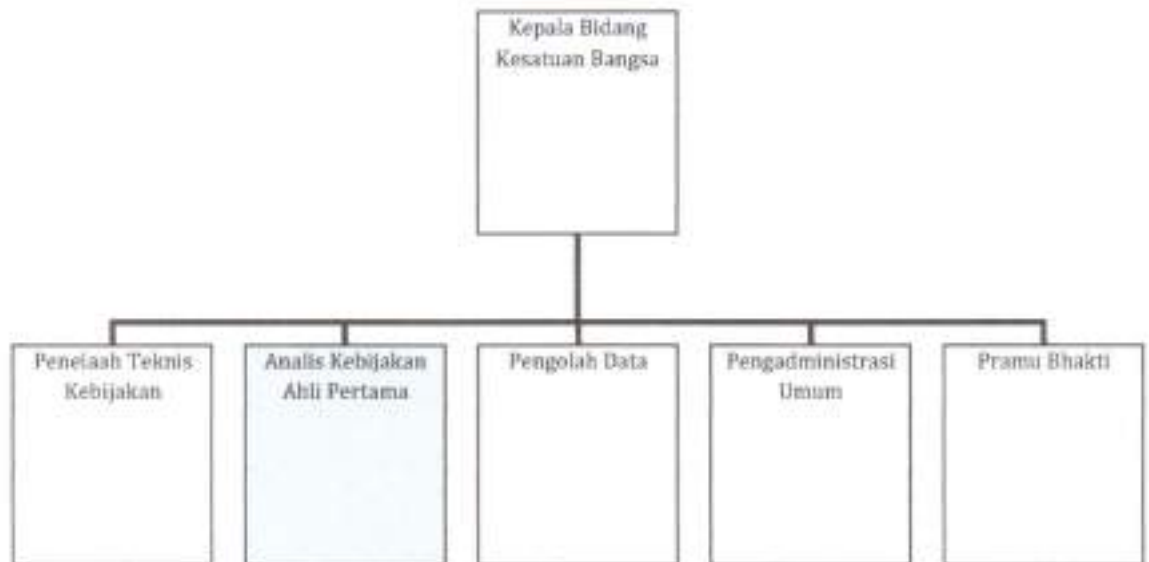 Kepala Bidang
Kesatuan Bangsa
Penelaah Teknis
Kebijakan
Analis Kebijakan
Ahli Pertama
Pengolah Data
Pengadministrasi
Umum
Pramu Bhakti